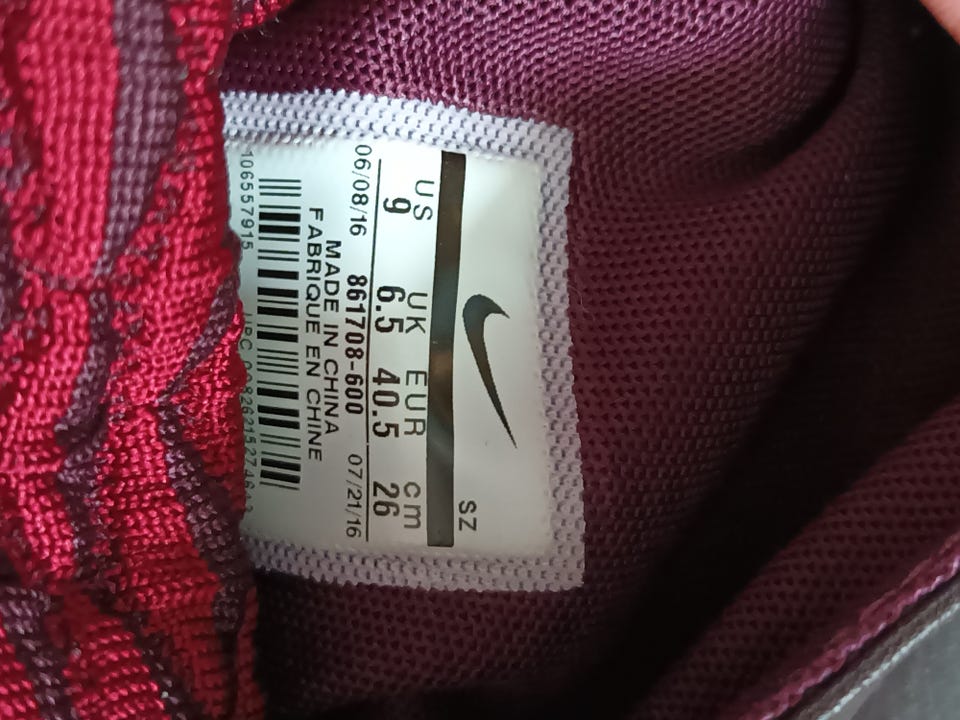 SZ
US UK EUR cm
9 6.5 40.5 26
06/08/16 861708-600 07/21/16
MADE IN CHINA
FABRIQUE EN CHINE
106557915